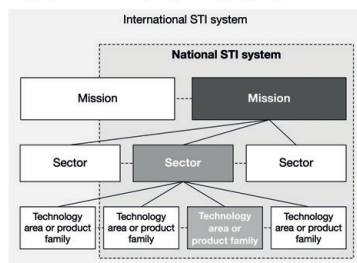 International STI system
National STI system
Mission
Mission
Sector
Sector
Sector
Technology
area or product
family
Technology
area or product
family
Technology
area or
product family
Technology
area or product
family